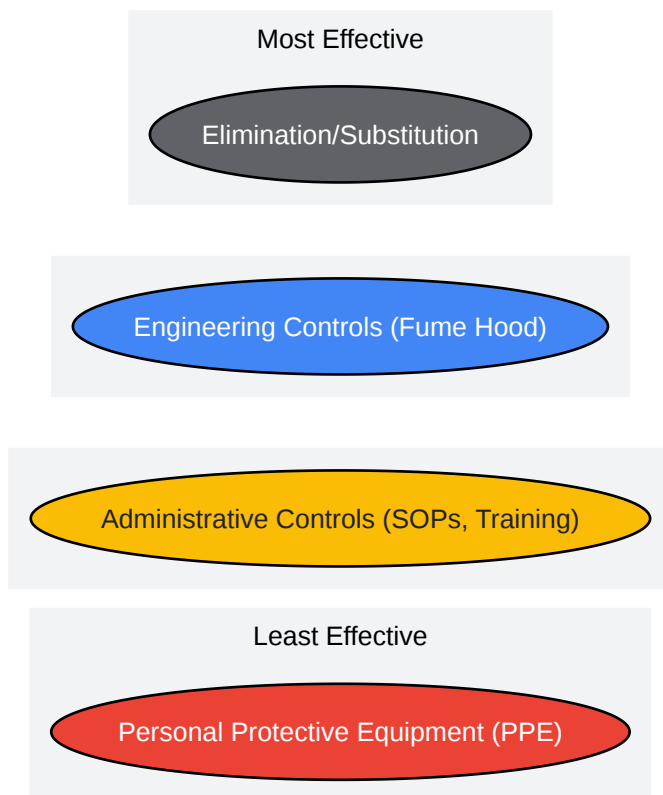 Most Effective
Elimination/Substitution
Engineering Controls (Fume Hood)
Administrative Controls (SOPs, Training)
Least Effective
Personal Protective Equipment (PPE)